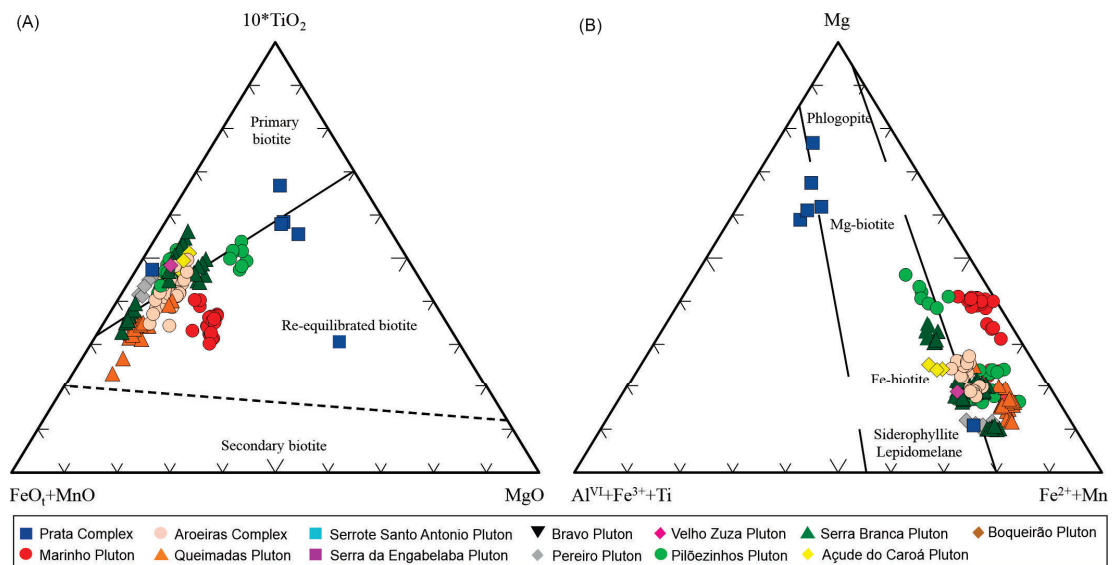 (A)
10*TiO₂
Primary
biotite
Re-equilibrated biotite
Secondary biotite
FeOₜ+MnO
MgO
(B)
Mg
Phlogopite
Mg-biotite
Fe-biotite
Siderophyllite
Lepidomelane
Alⱽᴵ+Fe³⁺+Ti
Fe²⁺+Mn
Prata Complex
Aroeiras Complex
Serrote Santo Antonio Pluton
Bravo Pluton
Velho Zuza Pluton
Serra Branca Pluton
Boqueirão Pluton
Marinho Pluton
Queimadas Pluton
Serra da Engabelaba Pluton
Pereiro Pluton
Pilõezinhos Pluton
Açude do Caroá Pluton